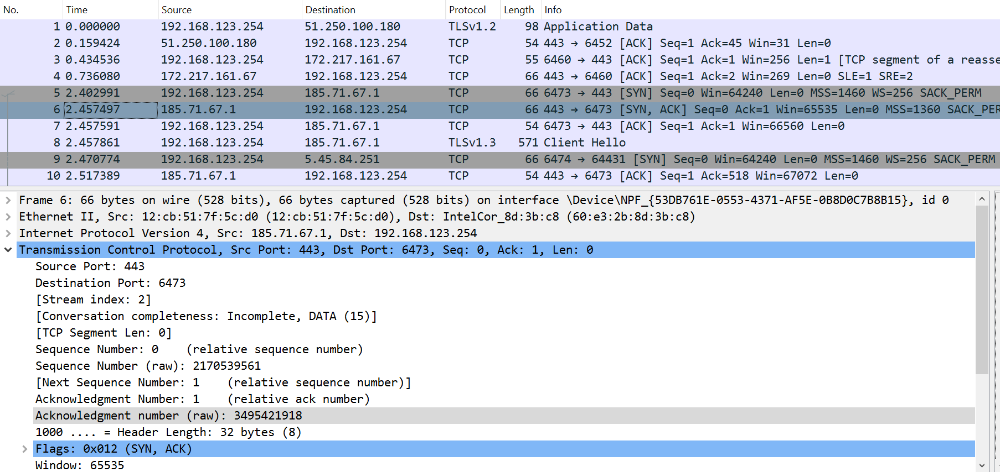 No. Time Source Destination Protocol Length Info
1 0.000000 192.168.123.254 51.250.100.180 TLSv1.2 98 Application Data
2 0.159424 51.250.100.180 192.168.123.254 TCP 54 443 → 6452 [ACK] Seq=1 Ack=45 Win=31 Len=0
3 0.434536 192.168.123.254 172.217.161.67 TCP 55 6460 → 443 [ACK] Seq=1 Ack=1 Win=256 Len=1 [TCP segment of a reasse
4 0.736080 172.217.161.67 192.168.123.254 TCP 66 443 → 6460 [ACK] Seq=1 Ack=2 Win=269 Len=0 SLE=1 SRE=2
5 2.402991 192.168.123.254 185.71.67.1 TCP 66 6473 → 443 [SYN] Seq=0 Win=64240 Len=0 MSS=1460 WS=256 SACK_PERM
6 2.457497 185.71.67.1 192.168.123.254 TCP 66 443 → 6473 [SYN, ACK] Seq=0 Ack=1 Win=65535 Len=0 MSS=1360 SACK_PER
7 2.457591 192.168.123.254 185.71.67.1 TCP 54 6473 → 443 [ACK] Seq=1 Ack=1 Win=66560 Len=0
8 2.457861 192.168.123.254 185.71.67.1 TLSv1.3 571 Client Hello
9 2.470774 192.168.123.254 5.45.84.251 TCP 66 6474 → 64431 [SYN] Seq=0 Win=64240 Len=0 MSS=1460 WS=256 SACK_PERM
10 2.517389 185.71.67.1 192.168.123.254 TCP 54 443 → 6473 [ACK] Seq=1 Ack=518 Win=67072 Len=0
Frame 6: 66 bytes on wire (528 bits), 66 bytes captured (528 bits) on interface \Device\NPF_{53DB761E-0553-4371-AF5E-0B8D0C7B8B15}, id 0
Ethernet II, Src: 12:cb:51:7f:5c:d0 (12:cb:51:7f:5c:d0), Dst: IntelCor_8d:3b:c8 (60:e3:2b:8d:3b:c8)
Internet Protocol Version 4, Src: 185.71.67.1, Dst: 192.168.123.254
Transmission Control Protocol, Src Port: 443, Dst Port: 6473, Seq: 0, Ack: 1, Len: 0
Source Port: 443
Destination Port: 6473
[Stream index: 2]
[Conversation completeness: Incomplete, DATA (15)]
[TCP Segment Len: 0]
Sequence Number: 0 (relative sequence number)
Sequence Number (raw): 2170539561
[Next Sequence Number: 1 (relative sequence number)]
Acknowledgment Number: 1 (relative ack number)
Acknowledgment number (raw): 3495421918
1000 .... = Header Length: 32 bytes (8)
Flags: 0x012 (SYN, ACK)
Window: 65535